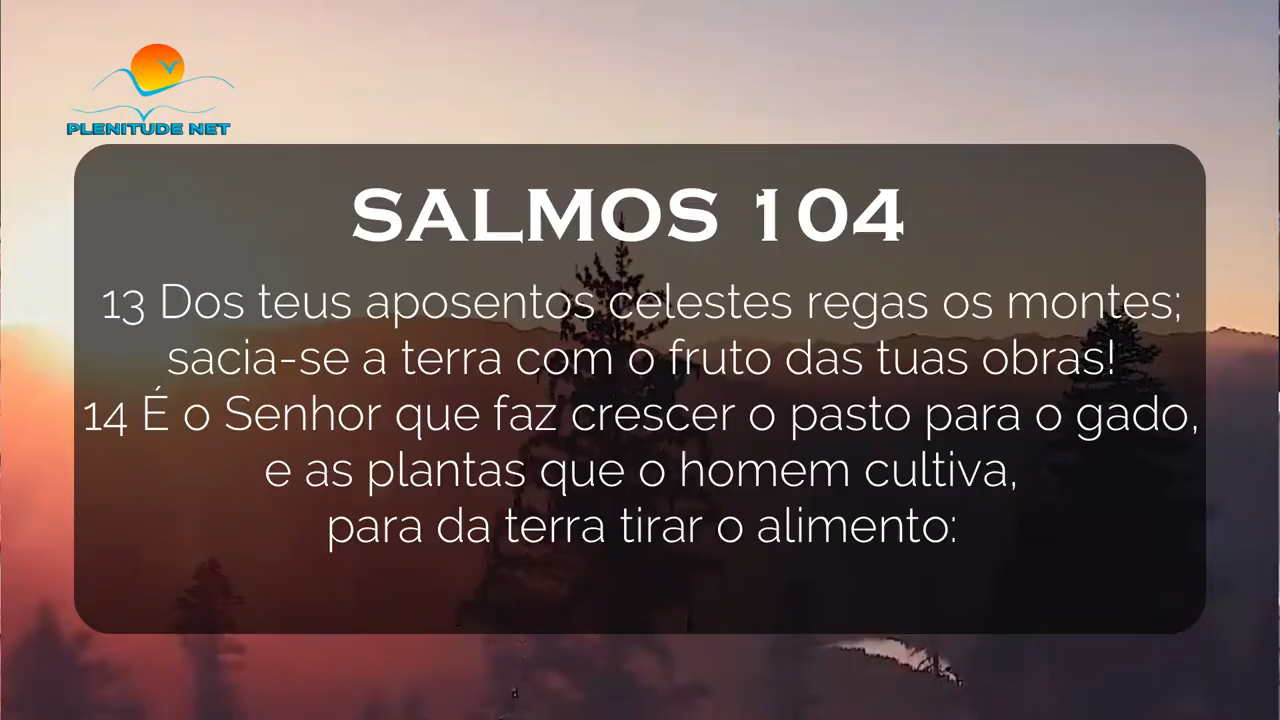 PLENITUDE NET
SALMOS 104
13 Dos teus aposentos celestes regas os montes;
sacia-se a terra com o fruto das tuas obras!
14 É o Senhor que faz crescer o pasto para o gado,
e as plantas que o homem cultiva,
para da terra tirar o alimento: